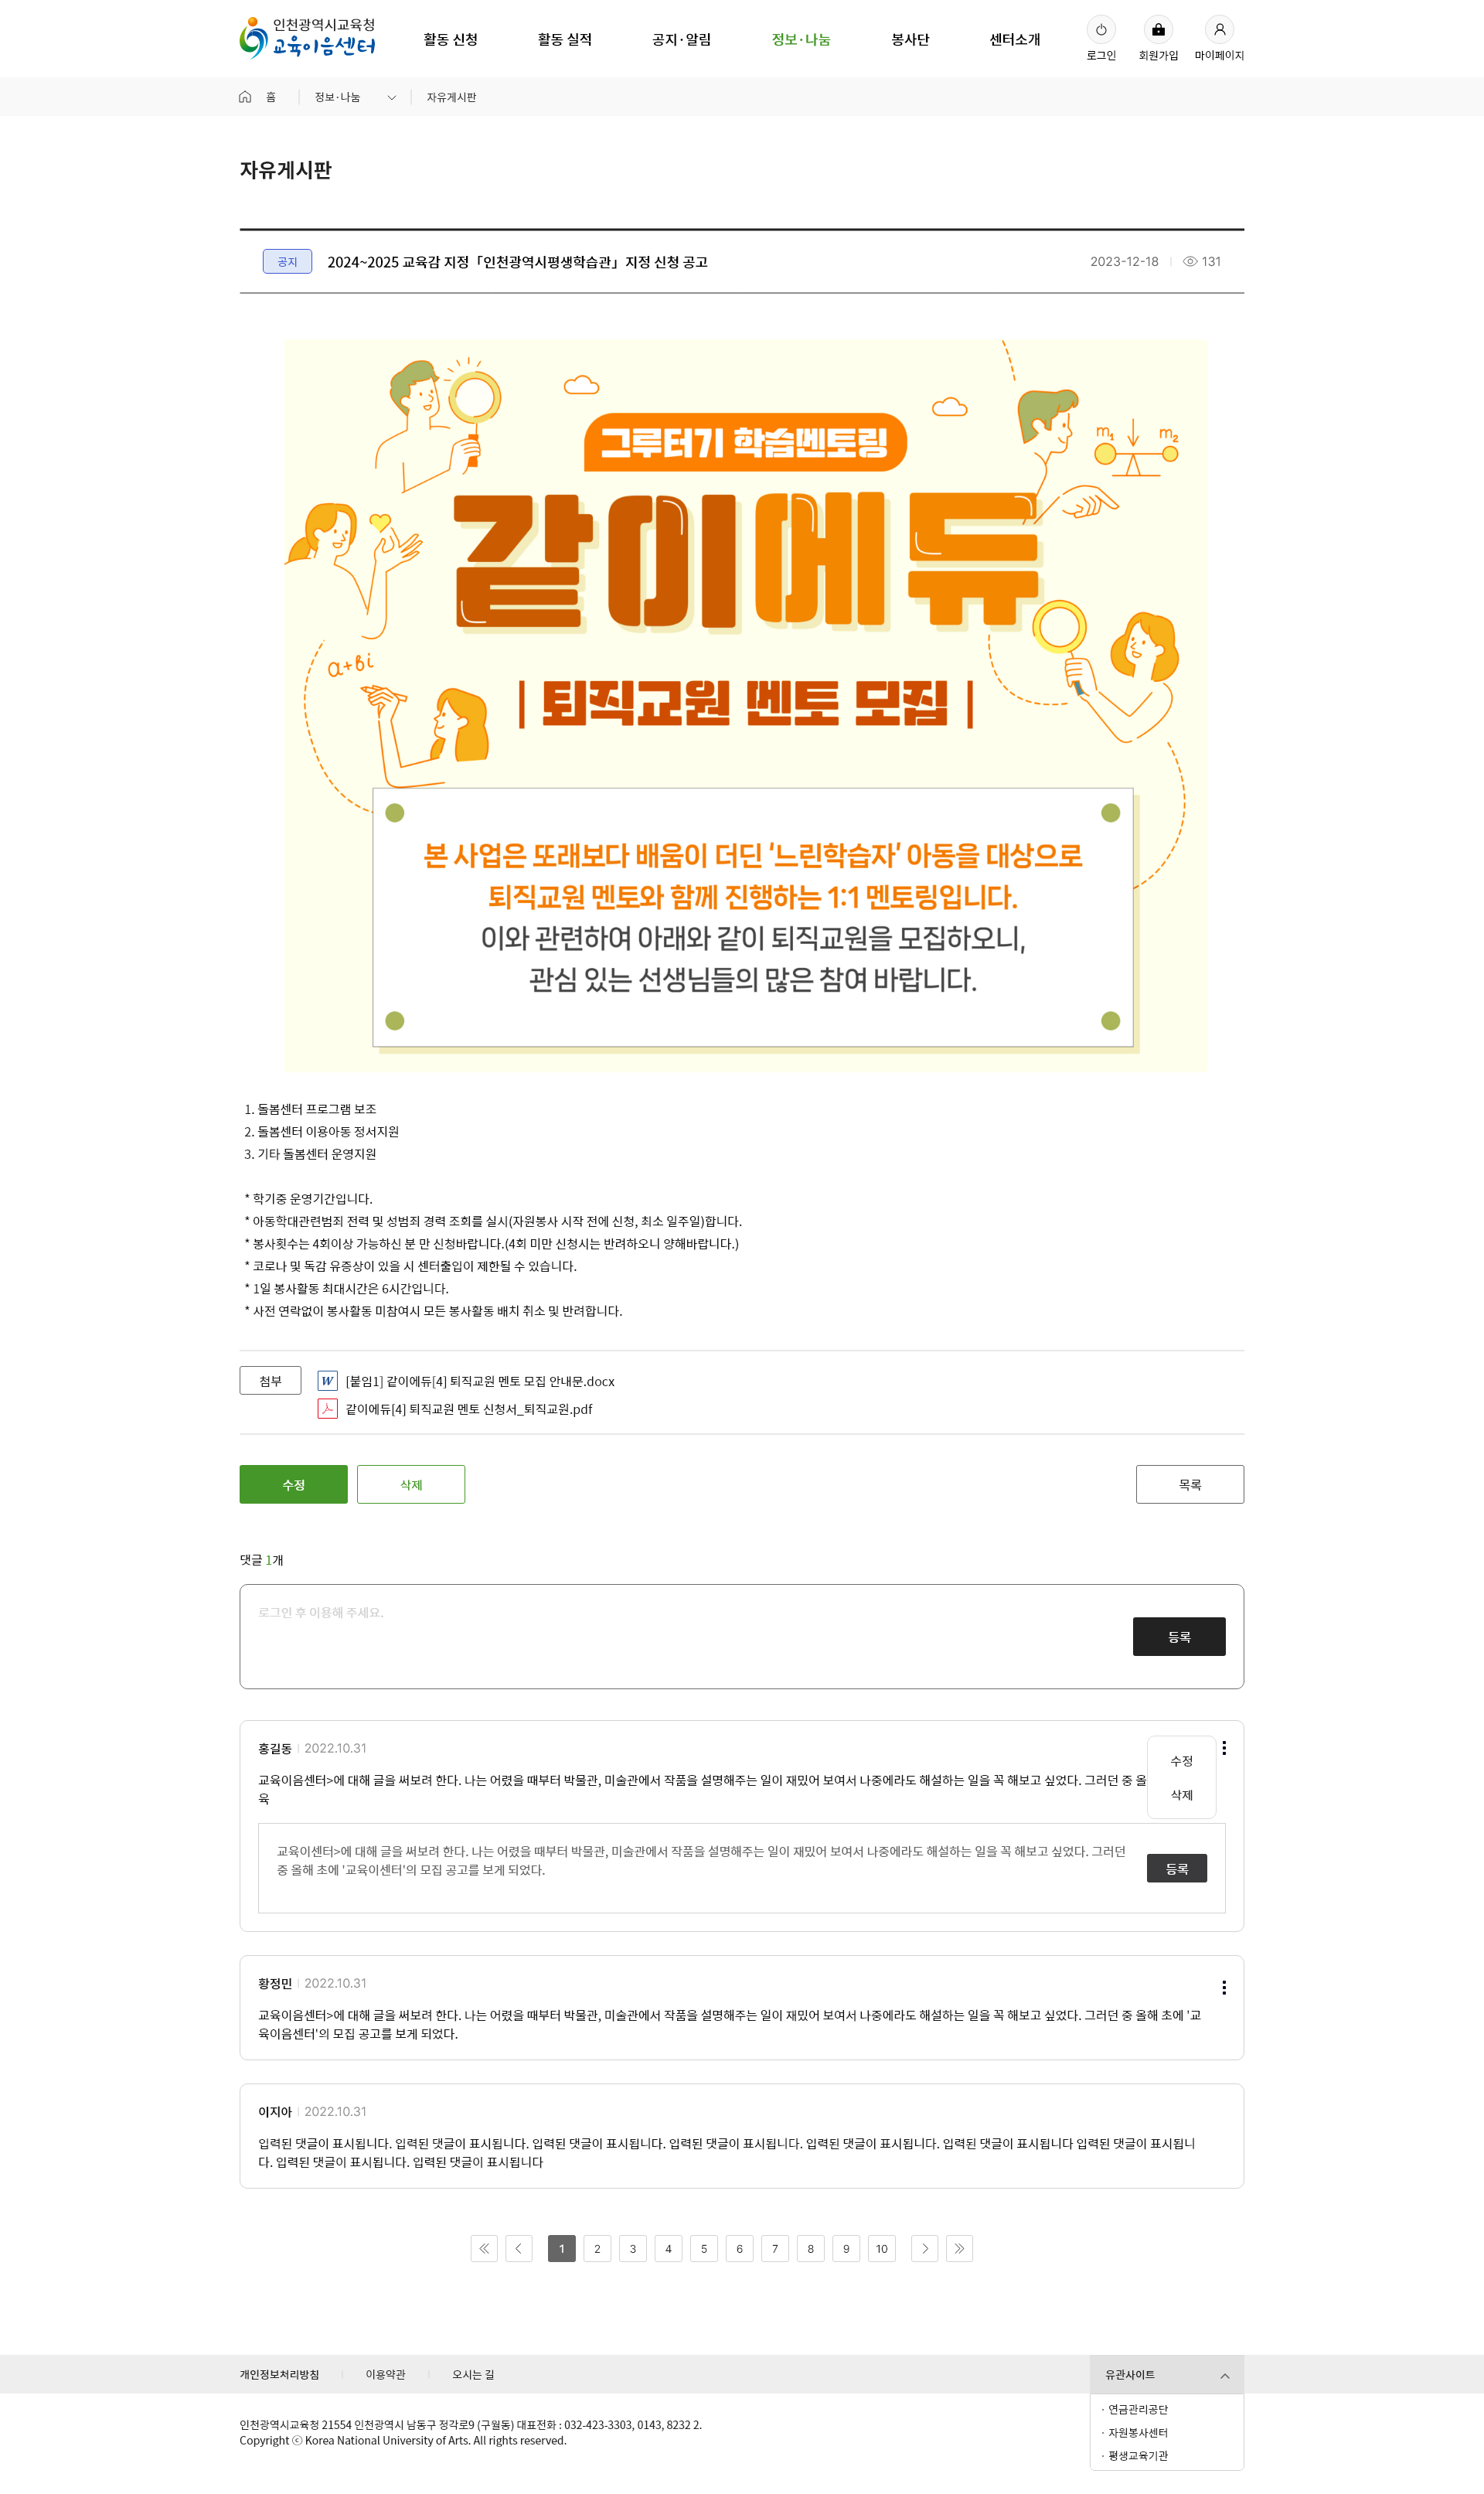 인천광역시교육청
교육이음센터
활동 신청
활동 실적
공지·알림
정보·나눔
봉사단
센터소개
로그인
회원가입
마이페이지
홈
정보·나눔
자유게시판
자유게시판
공지
2024~2025 교육감 지정「인천광역시평생학습관」지정 신청 공고
2023-12-18
131
그루터기 학습멘토링
m1
m2
같이에듀
a+bi
| 퇴직교원 멘토 모집 |
본 사업은 또래보다 배움이 더딘 ‘느린학습자’ 아동을 대상으로
퇴직교원 멘토와 함께 진행하는 1:1 멘토링입니다.
이와 관련하여 아래와 같이 퇴직교원을 모집하오니,
관심 있는 선생님들의 많은 참여 바랍니다.
1. 돌봄센터 프로그램 보조
2. 돌봄센터 이용아동 정서지원
3. 기타 돌봄센터 운영지원
* 학기중 운영기간입니다.
* 아동학대관련범죄 전력 및 성범죄 경력 조회를 실시(자원봉사 시작 전에 신청, 최소 일주일)합니다.
* 봉사횟수는 4회이상 가능하신 분 만 신청바랍니다.(4회 미만 신청시는 반려하오니 양해바랍니다.)
* 코로나 및 독감 유증상이 있을 시 센터출입이 제한될 수 있습니다.
* 1일 봉사활동 최대시간은 6시간입니다.
* 사전 연락없이 봉사활동 미참여시 모든 봉사활동 배치 취소 및 반려합니다.
첨부
[붙임1] 같이에듀[4] 퇴직교원 멘토 모집 안내문.docx
같이에듀[4] 퇴직교원 멘토 신청서_퇴직교원.pdf
수정
삭제
목록
댓글 1개
로그인 후 이용해 주세요.
등록
홍길동
2022.10.31
수정
삭제
교육이음센터>에 대해 글을 써보려 한다. 나는 어렸을 때부터 박물관, 미술관에서 작품을 설명해주는 일이 재밌어 보여서 나중에라도 해설하는 일을 꼭 해보고 싶었다. 그러던 중 올
육
교육이센터>에 대해 글을 써보려 한다. 나는 어렸을 때부터 박물관, 미술관에서 작품을 설명해주는 일이 재밌어 보여서 나중에라도 해설하는 일을 꼭 해보고 싶었다. 그러던
중 올해 초에 '교육이센터'의 모집 공고를 보게 되었다.
등록
황정민
2022.10.31
교육이음센터>에 대해 글을 써보려 한다. 나는 어렸을 때부터 박물관, 미술관에서 작품을 설명해주는 일이 재밌어 보여서 나중에라도 해설하는 일을 꼭 해보고 싶었다. 그러던 중 올해 초에 '교
육이음센터'의 모집 공고를 보게 되었다.
이지아
2022.10.31
입력된 댓글이 표시됩니다. 입력된 댓글이 표시됩니다. 입력된 댓글이 표시됩니다. 입력된 댓글이 표시됩니다. 입력된 댓글이 표시됩니다. 입력된 댓글이 표시됩니다 입력된 댓글이 표시됩니
다. 입력된 댓글이 표시됩니다. 입력된 댓글이 표시됩니다
1 2 3 4 5 6 7 8 9 10
개인정보처리방침
이용약관
오시는 길
유관사이트
· 연금관리공단
· 자원봉사센터
· 평생교육기관
인천광역시교육청 21554 인천광역시 남동구 정각로9 (구월동) 대표전화 : 032-423-3303, 0143, 8232 2.
Copyright ⓒ Korea National University of Arts. All rights reserved.